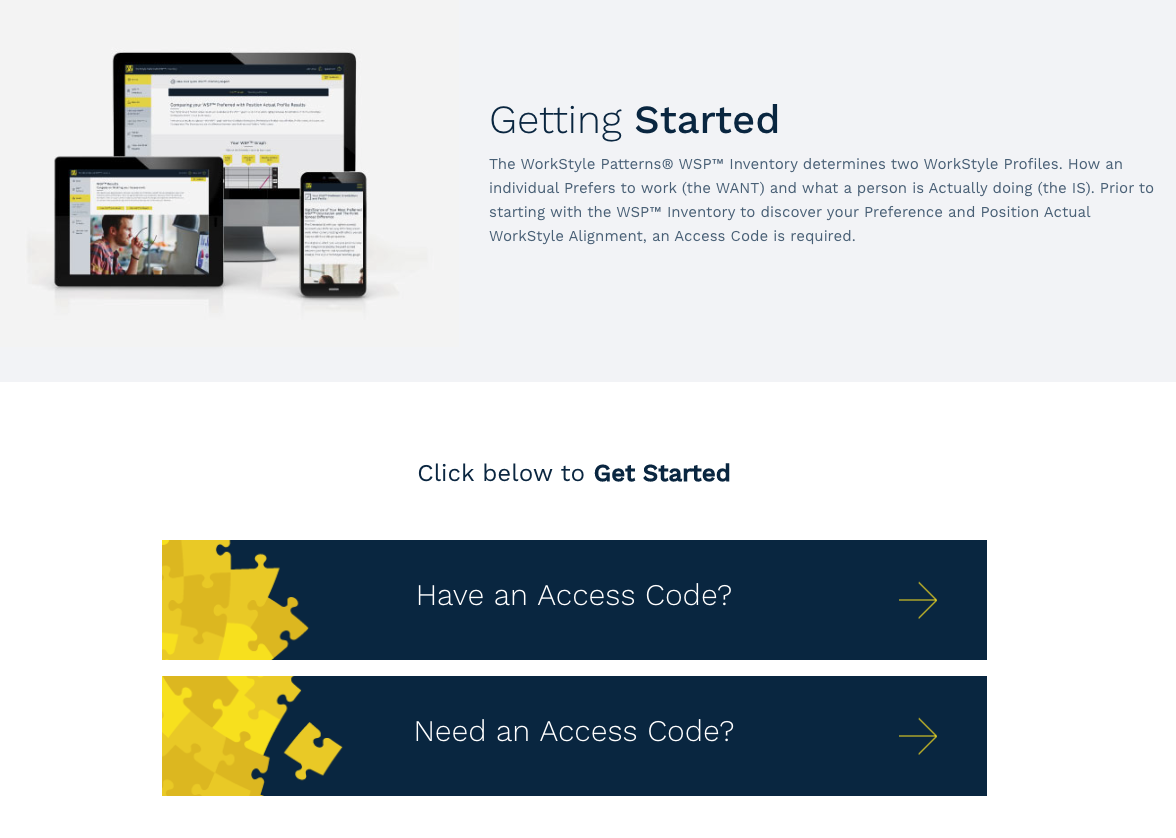 Getting Started
The WorkStyle Patterns® WSP™ Inventory determines two WorkStyle Profiles. How an
individual Prefers to work (the WANT) and what a person is Actually doing (the IS). Prior to
starting with the WSP™ Inventory to discover your Preference and Position Actual
WorkStyle Alignment, an Access Code is required.
Comparing your WSP™ Preferred with Position Actual Profile Results
Your WSP™ Graph
Click below to Get Started
Have an Access Code?
Need an Access Code?